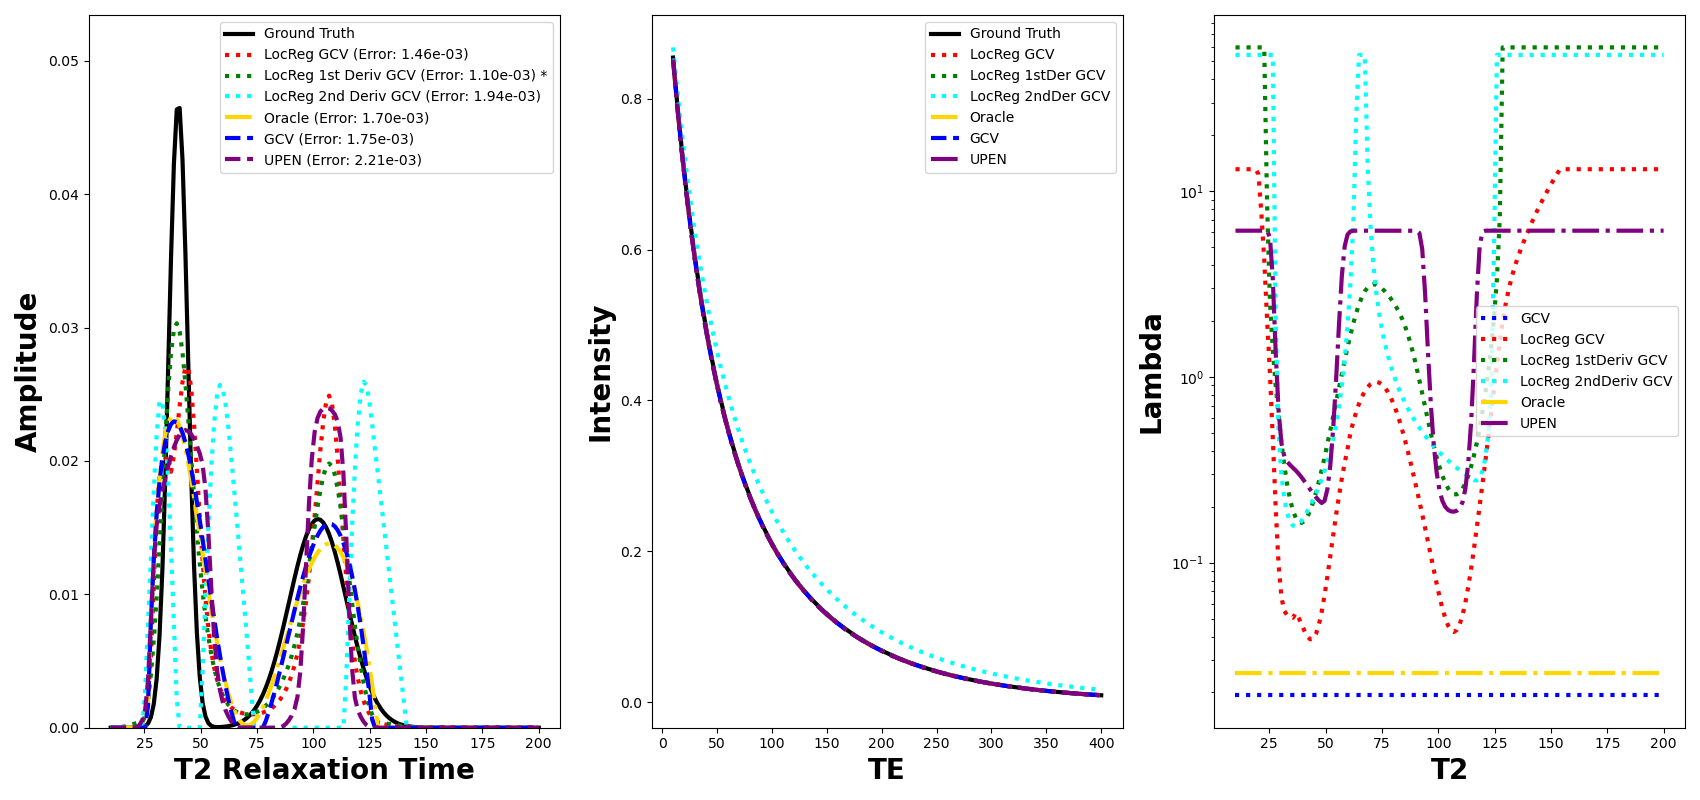 Amplitude
0.05
0.04
0.03
0.02
0.01
0.00
Ground Truth
LocReg GCV (Error: 1.46e-03)
LocReg 1st Deriv GCV (Error: 1.10e-03) *
LocReg 2nd Deriv GCV (Error: 1.94e-03)
Oracle (Error: 1.70e-03)
GCV (Error: 1.75e-03)
UPEN (Error: 2.21e-03)
25 50 75 100 125 150 175 200
T2 Relaxation Time
Intensity
0.8
0.6
0.4
0.2
0.0
Ground Truth
LocReg GCV
LocReg 1stDer GCV
LocReg 2ndDer GCV
Oracle
GCV
UPEN
0 50 100 150 200 250 300 350 400
TE
Lambda
10¹
10⁰
10⁻¹
GCV
LocReg GCV
LocReg 1stDeriv GCV
LocReg 2ndDeriv GCV
Oracle
UPEN
25 50 75 100 125 150 175 200
T2